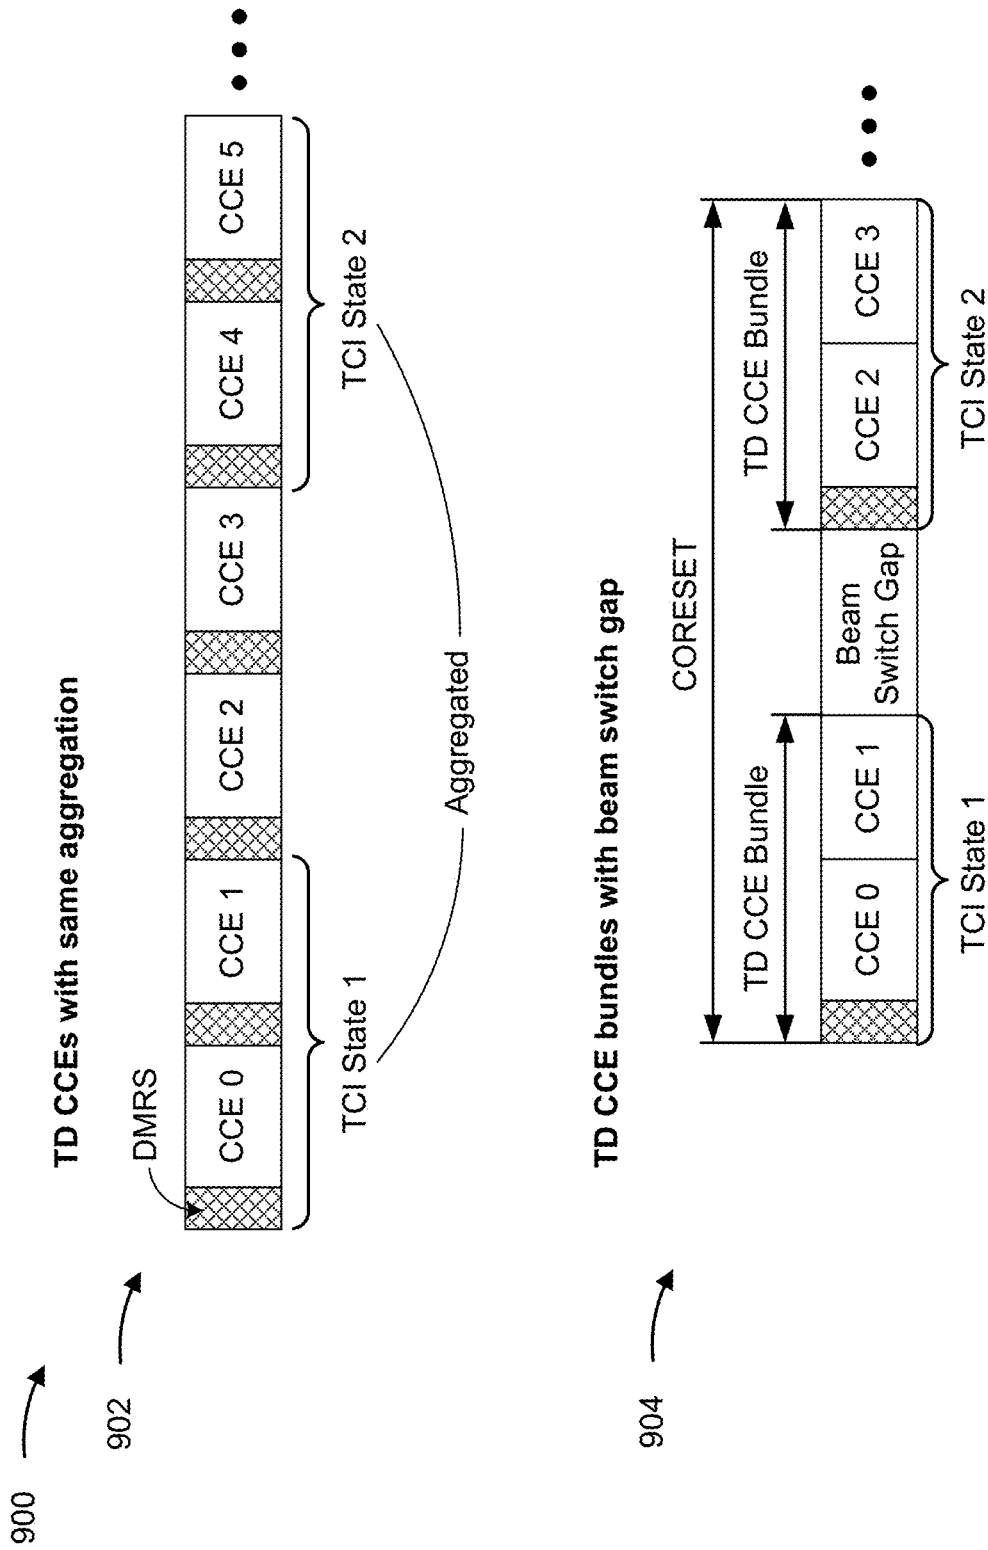 900
902
TD CCEs with same aggregation
DMRS
CCE 0
CCE 1
CCE 2
CCE 3
CCE 4
CCE 5
TCI State 1
TCI State 2
Aggregated
904
TD CCE bundles with beam switch gap
CORESET
TD CCE Bundle
TD CCE Bundle
CCE 0
CCE 1
Beam
Switch Gap
CCE 2
CCE 3
TCI State 1
TCI State 2